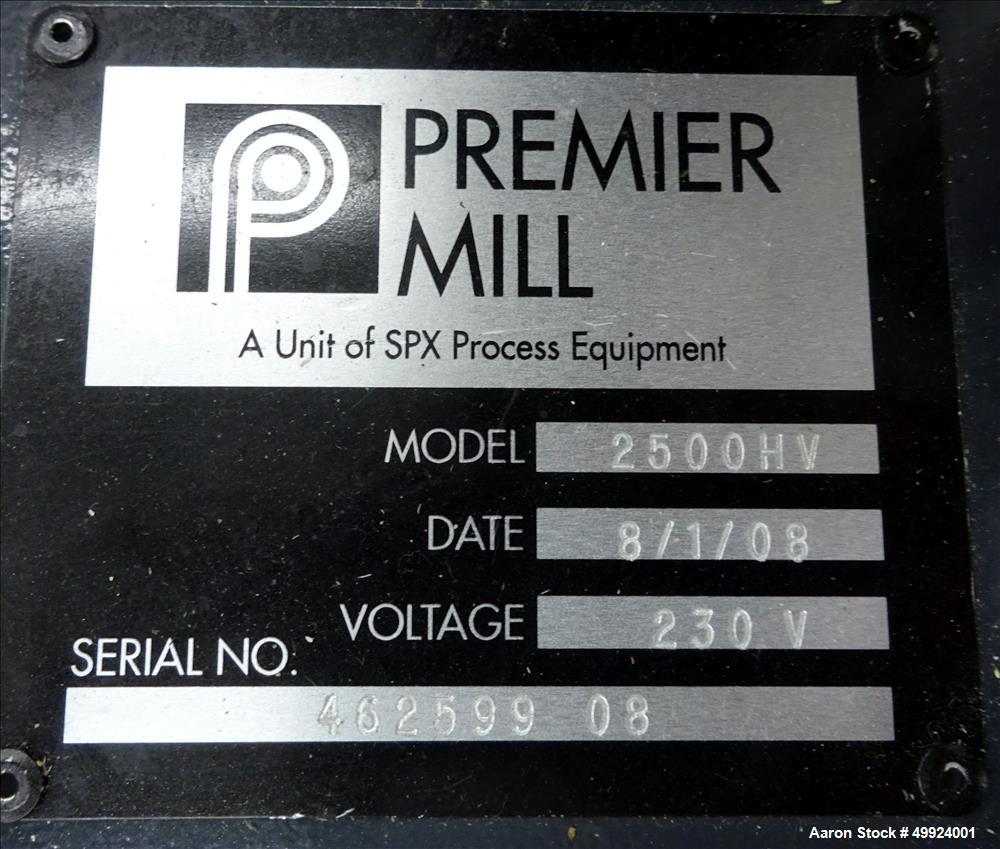 PREMIER
MILL
A Unit of SPX Process Equipment
MODEL 2500HV
DATE 8/1/08
VOLTAGE 230 V
SERIAL NO.
462599 08
Aaron Stock # 49924001